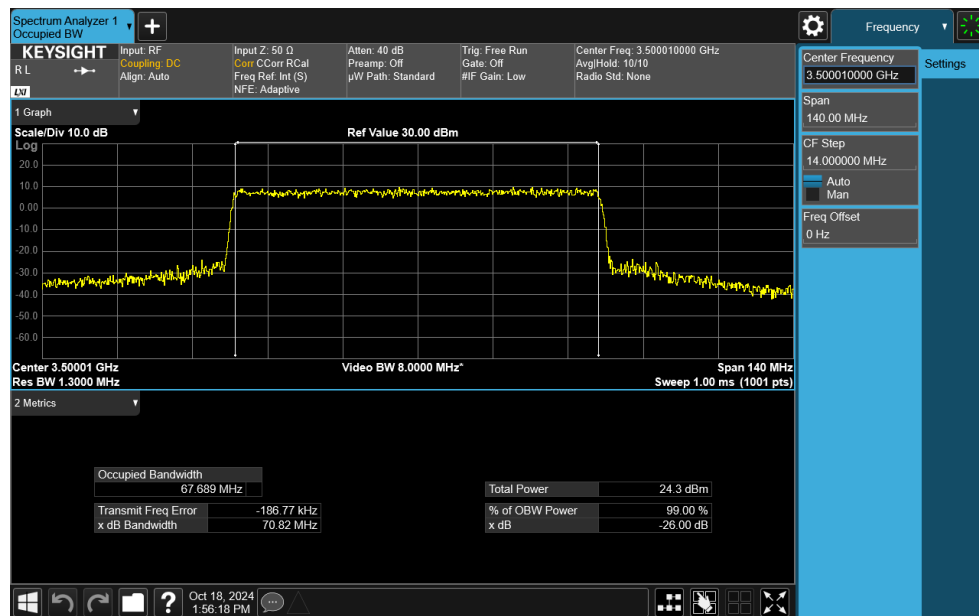 Spectrum Analyzer 1
Occupied BW
+
Frequency
KEYSIGHT
R L
LXI
Input: RF
Coupling: DC
Align: Auto
Input Z: 50 Ω
Corr CCorr RCal
Freq Ref: Int (S)
NFE: Adaptive
Atten: 40 dB
Preamp: Off
µW Path: Standard
Trig: Free Run
Gate: Off
#IF Gain: Low
Center Freq: 3.500010000 GHz
Avg|Hold: 10/10
Radio Std: None
Center Frequency
3.500010000 GHz
Settings
Span
140.00 MHz
CF Step
14.000000 MHz
Auto
Man
Freq Offset
0 Hz
1 Graph
Scale/Div 10.0 dB
Ref Value 30.00 dBm
Log
20.0
10.0
0.00
-10.0
-20.0
-30.0
-40.0
-50.0
-60.0
Center 3.50001 GHz
Video BW 8.0000 MHz*
Span 140 MHz
Res BW 1.3000 MHz
Sweep 1.00 ms (1001 pts)
2 Metrics
Occupied Bandwidth
67.689 MHz
Total Power 24.3 dBm
Transmit Freq Error -186.77 kHz
% of OBW Power 99.00 %
x dB Bandwidth 70.82 MHz
x dB -26.00 dB
?
Oct 18, 2024
1:56:18 PM